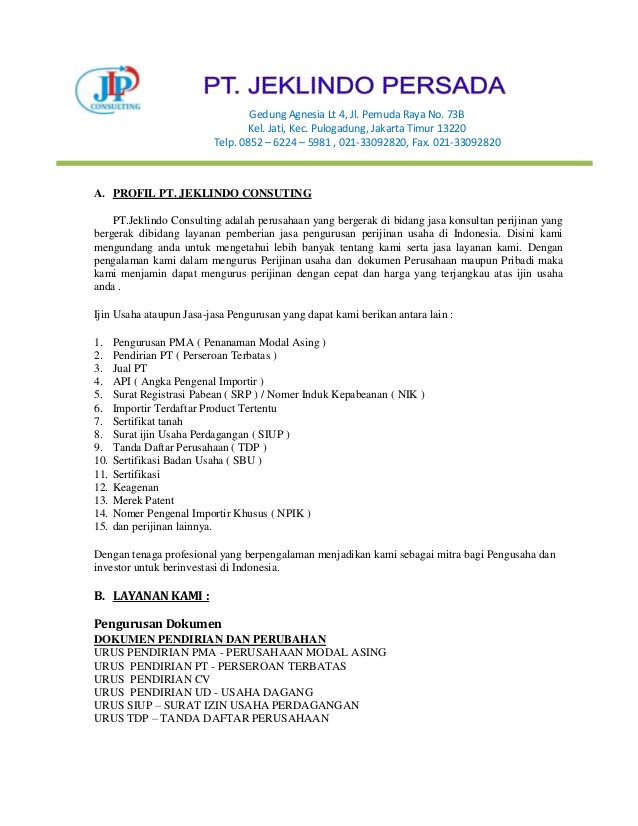 JLP
CONSULTING
PT. JEKLINDO PERSADA
Gedung Agnesia Lt 4, Jl. Pemuda Raya No. 73B
Kel. Jati, Kec. Pulogadung, Jakarta Timur 13220
Telp. 0852 – 6224 – 5981 , 021-33092820, Fax. 021-33092820
A. PROFIL PT. JEKLINDO CONSUTING
PT.Jeklindo Consulting adalah perusahaan yang bergerak di bidang jasa konsultan perijinan yang
bergerak dibidang layanan pemberian jasa pengurusan perijinan usaha di Indonesia. Disini kami
mengundang anda untuk mengetahui lebih banyak tentang kami serta jasa layanan kami. Dengan
pengalaman kami dalam mengurus Perijinan usaha dan dokumen Perusahaan maupun Pribadi maka
kami menjamin dapat mengurus perijinan dengan cepat dan harga yang terjangkau atas ijin usaha
anda .
Ijin Usaha ataupun Jasa-jasa Pengurusan yang dapat kami berikan antara lain :
1. Pengurusan PMA ( Penanaman Modal Asing )
2. Pendirian PT ( Perseroan Terbatas )
3. Jual PT
4. API ( Angka Pengenal Importir )
5. Surat Registrasi Pabean ( SRP ) / Nomer Induk Kepabeanan ( NIK )
6. Importir Terdaftar Product Tertentu
7. Sertifikat tanah
8. Surat ijin Usaha Perdagangan ( SIUP )
9. Tanda Daftar Perusahaan ( TDP )
10. Sertifikasi Badan Usaha ( SBU )
11. Sertifikasi
12. Keagenan
13. Merek Patent
14. Nomer Pengenal Importir Khusus ( NPIK )
15. dan perijinan lainnya.
Dengan tenaga profesional yang berpengalaman menjadikan kami sebagai mitra bagi Pengusaha dan
investor untuk berinvestasi di Indonesia.
B. LAYANAN KAMI :
Pengurusan Dokumen
DOKUMEN PENDIRIAN DAN PERUBAHAN
URUS PENDIRIAN PMA - PERUSAHAAN MODAL ASING
URUS PENDIRIAN PT - PERSEROAN TERBATAS
URUS PENDIRIAN CV
URUS PENDIRIAN UD - USAHA DAGANG
URUS SIUP – SURAT IZIN USAHA PERDAGANGAN
URUS TDP – TANDA DAFTAR PERUSAHAAN